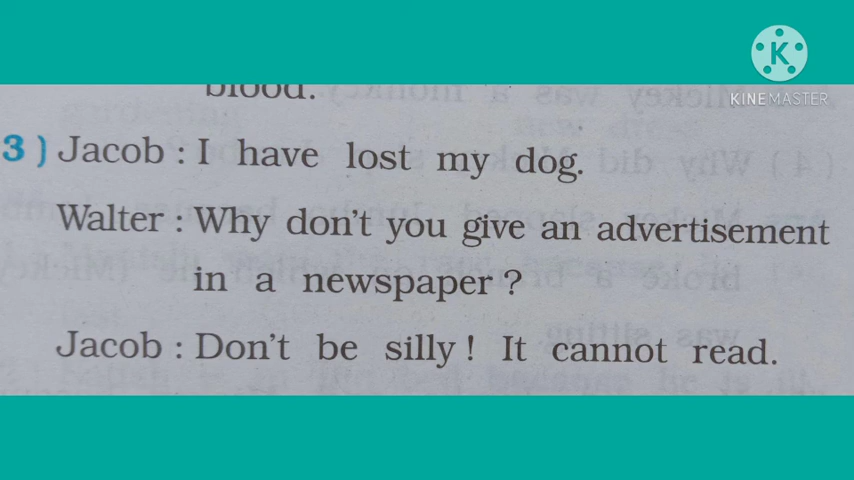 K
KINEMASTER
blood.
3 ) Jacob : I have lost my dog.
Walter : Why don't you give an advertisement
in a newspaper ?
Jacob : Don't be silly ! It cannot read.